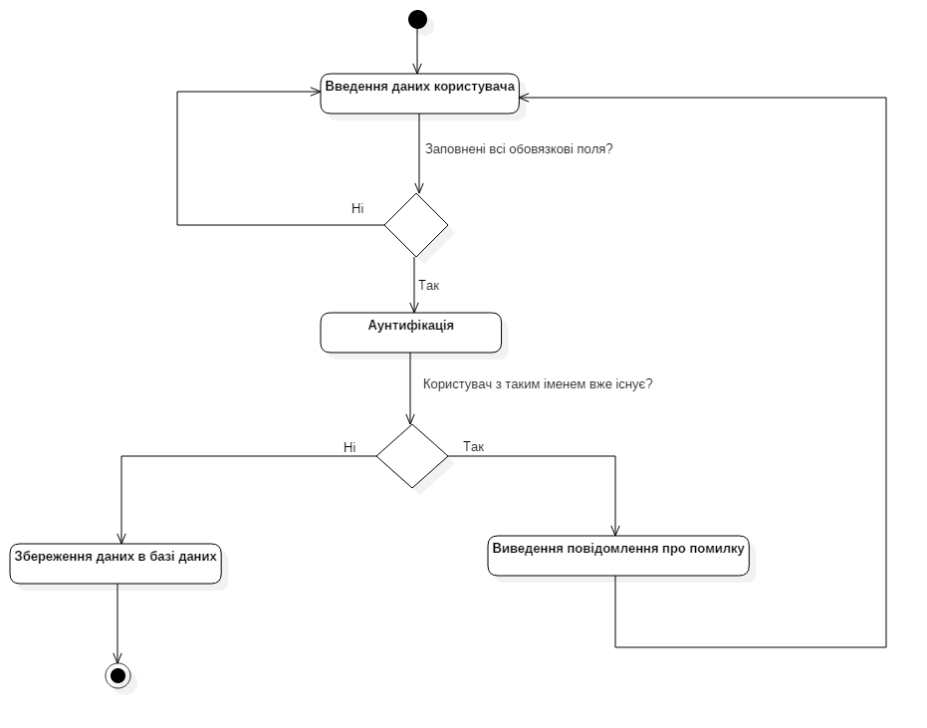 Введення даних користувача
Заповнені всі обовязкові поля?
Ні
Так
Аунтифікація
Користувач з таким іменем вже існує?
Ні
Так
Збереження даних в базі даних
Виведення повідомлення про помилку